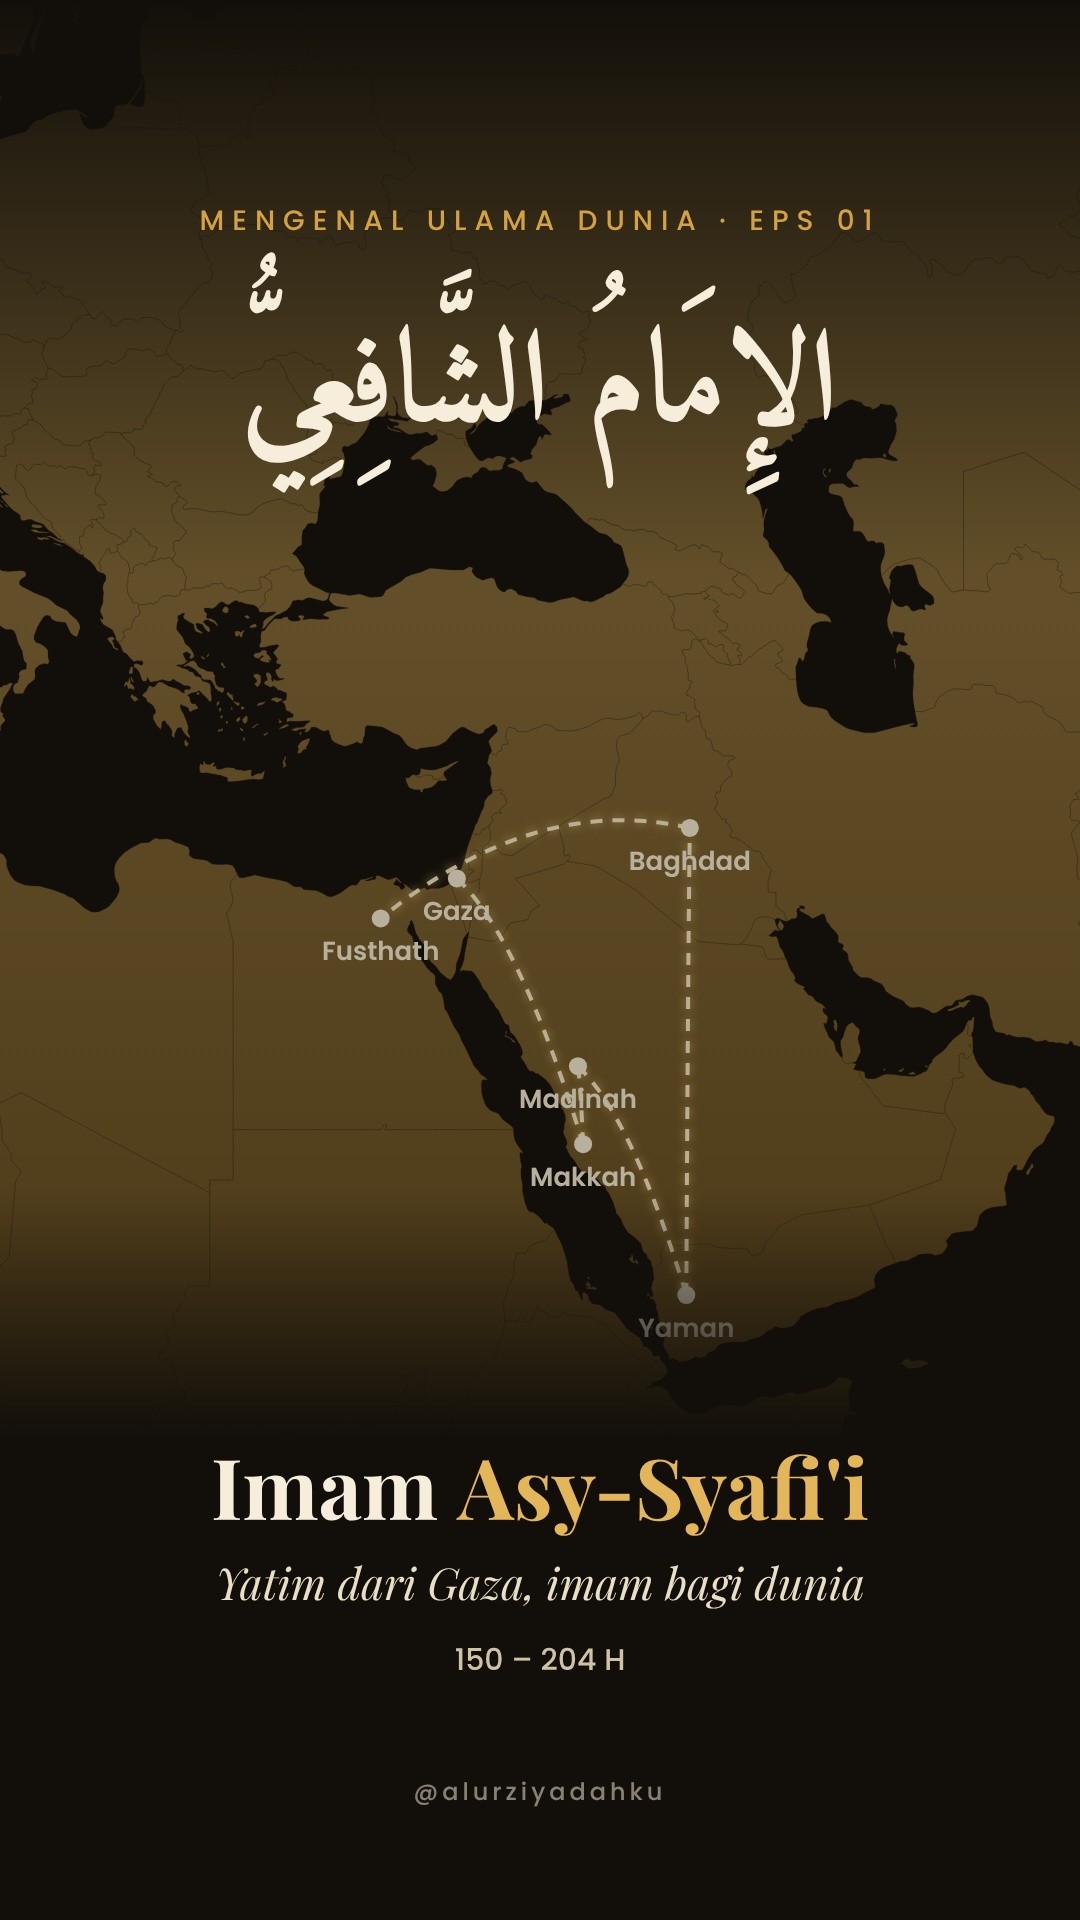 MENGENAL ULAMA DUNIA · EPS 01
الإِمَامُ الشَّافِعِيُّ
Baghdad
Gaza
Fusthath
Madinah
Makkah
Yaman
Imam Asy-Syafi'i
Yatim dari Gaza, imam bagi dunia
150 – 204 H
@alurziyadahku